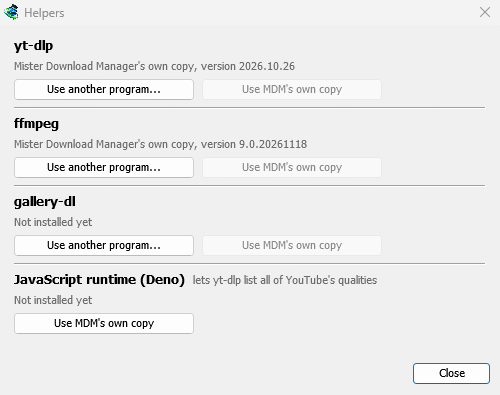 Helpers
yt-dlp
Mister Download Manager's own copy, version 2026.10.26
Use another program... Use MDM's own copy
ffmpeg
Mister Download Manager's own copy, version 9.0.20261118
Use another program... Use MDM's own copy
gallery-dl
Not installed yet
Use another program... Use MDM's own copy
JavaScript runtime (Deno) lets yt-dlp list all of YouTube's qualities
Not installed yet
Use MDM's own copy
Close